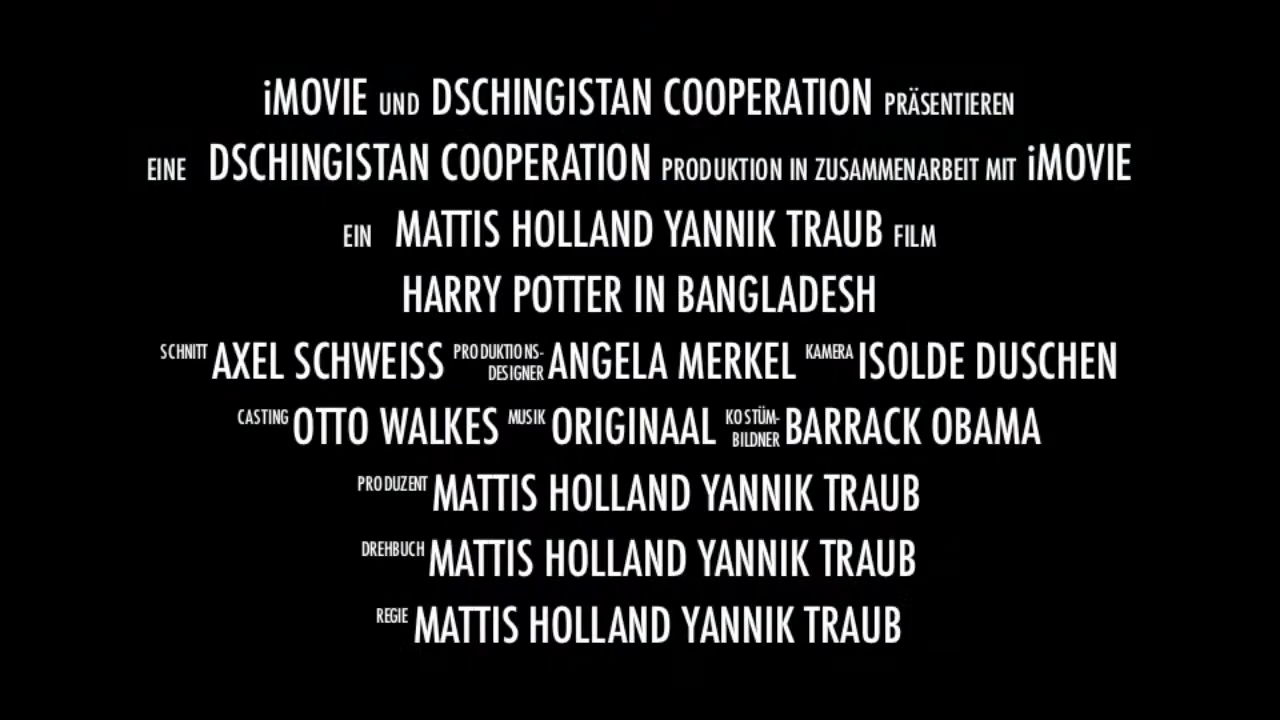 iMOVIE UND DSCHINGISTAN COOPERATION PRÄSENTIEREN
EINE DSCHINGISTAN COOPERATION PRODUKTION IN ZUSAMMENARBEIT MIT iMOVIE
EIN MATTIS HOLLAND YANNIK TRAUB FILM
HARRY POTTER IN BANGLADESH
SCHNITT AXEL SCHWEISS PRODUKTIONS-DESIGNER ANGELA MERKEL KAMERA ISOLDE DUSCHEN
CASTING OTTO WALKES MUSIK ORIGINAAL KOSTÜM-BILDNER BARRACK OBAMA
PRODUZENT MATTIS HOLLAND YANNIK TRAUB
DREHBUCH MATTIS HOLLAND YANNIK TRAUB
REGIE MATTIS HOLLAND YANNIK TRAUB